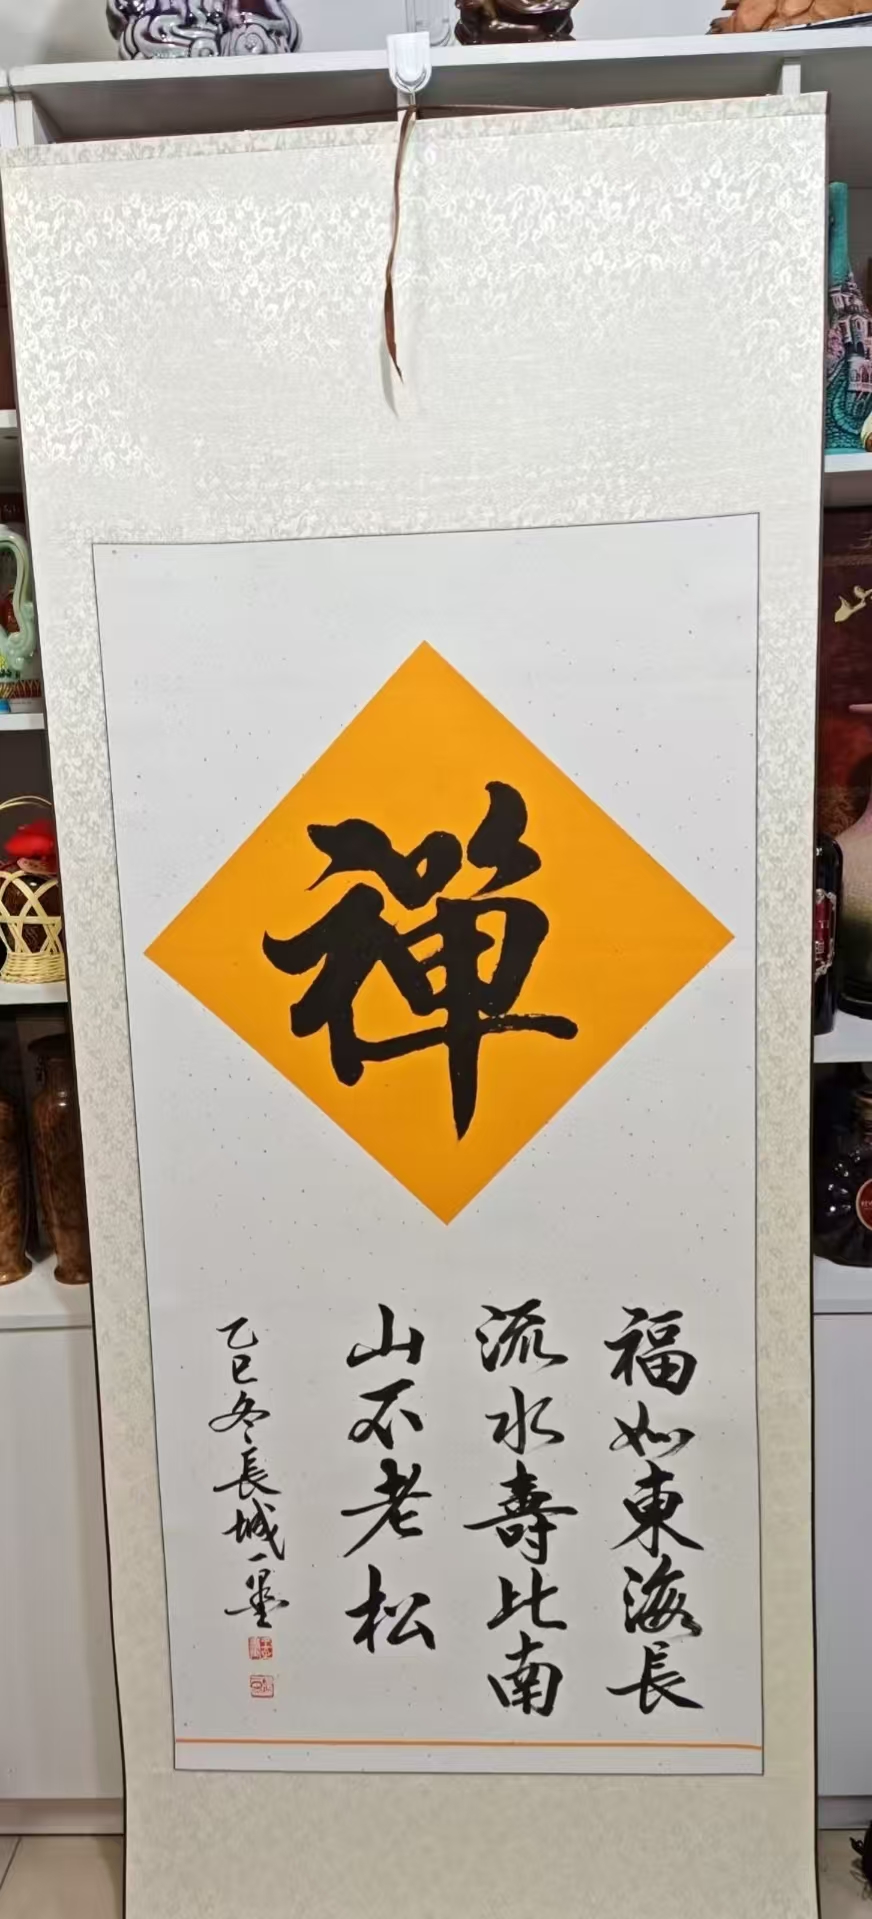 禪
福如東海長
流水壽比南
山不老松
乙巳冬長城一墨